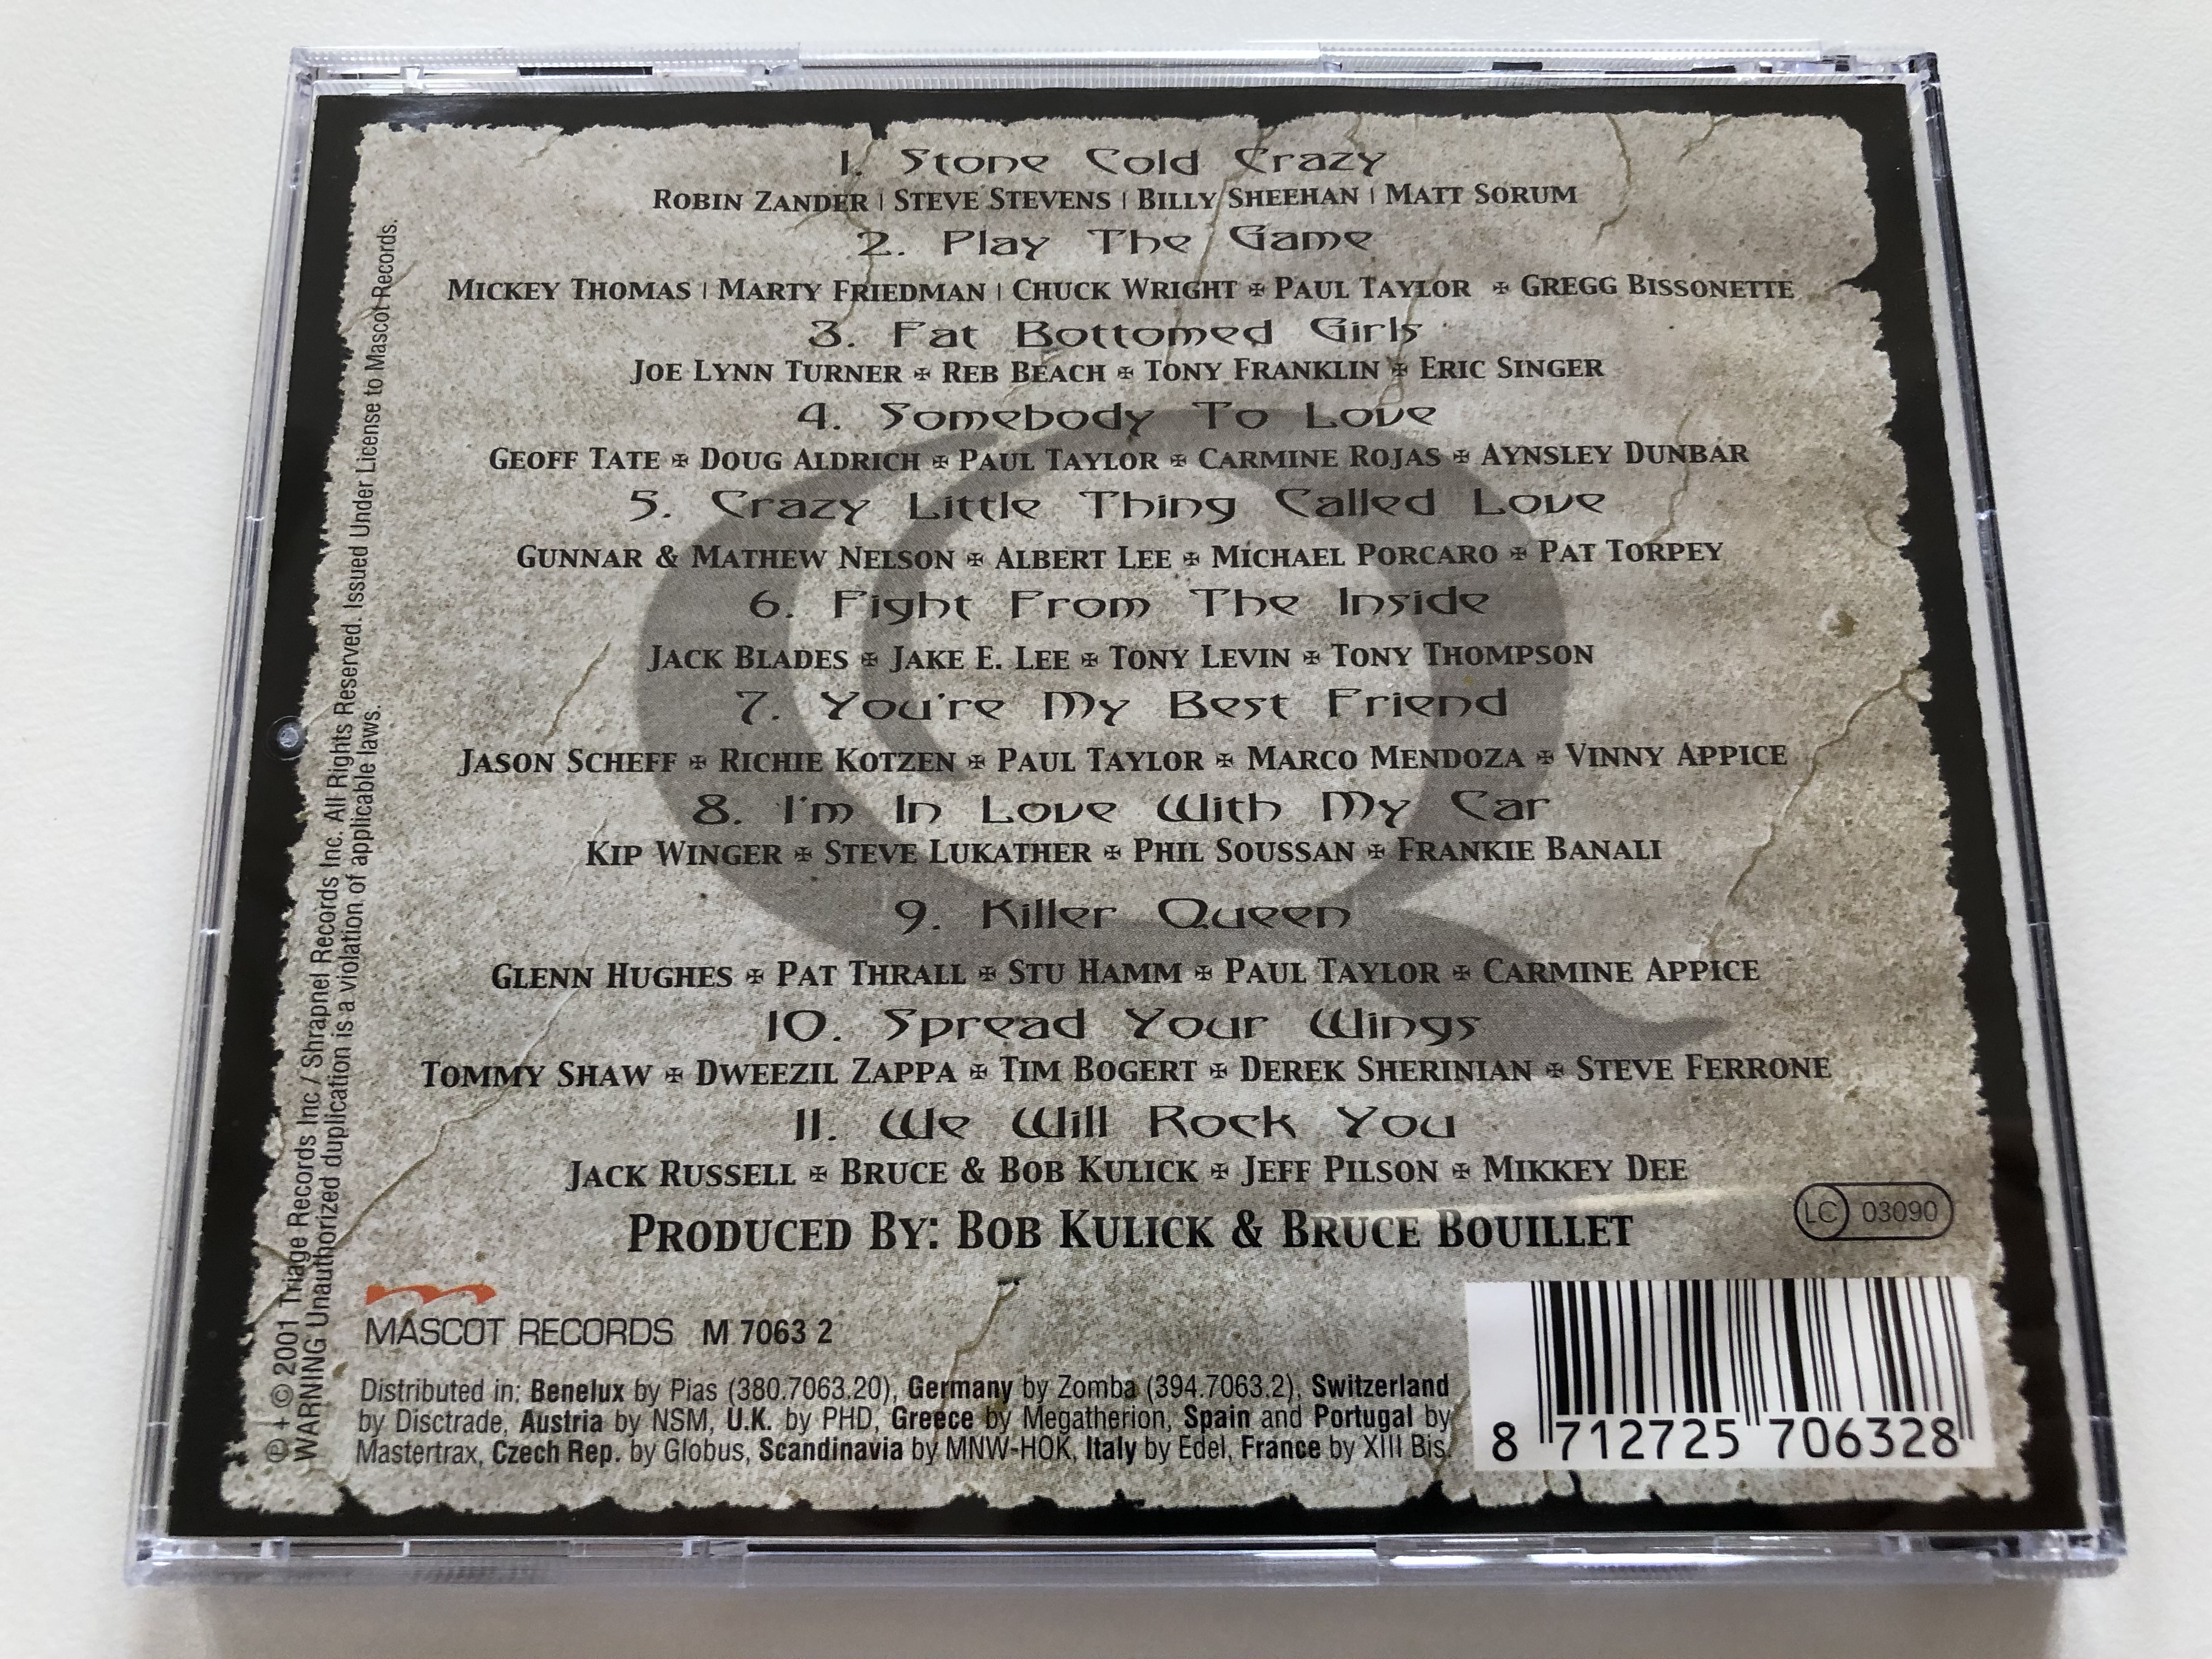 1. Stone Cold Crazy
Robin Zander | Steve Stevens | Billy Sheehan | Matt Sorum
2. Play The Game
Mickey Thomas | Marty Friedman | Chuck Wright ✠ Paul Taylor ✠ Gregg Bissonette
3. Fat Bottomed Girls
Joe Lynn Turner ✠ Reb Beach ✠ Tony Franklin ✠ Eric Singer
4. Somebody To Love
Geoff Tate ✠ Doug Aldrich ✠ Paul Taylor ✠ Carmine Rojas ✠ Aynsley Dunbar
5. Crazy Little Thing Called Love
Gunnar & Mathew Nelson ✠ Albert Lee ✠ Michael Porcaro ✠ Pat Torpey
6. Fight From The Inside
Jack Blades ✠ Jake E. Lee ✠ Tony Levin ✠ Tony Thompson
7. You're My Best Friend
Jason Scheff ✠ Richie Kotzen ✠ Paul Taylor ✠ Marco Mendoza ✠ Vinny Appice
8. I'm In Love With My Car
Kip Winger ✠ Steve Lukather ✠ Phil Soussan ✠ Frankie Banali
9. Killer Queen
Glenn Hughes ✠ Pat Thrall ✠ Stu Hamm ✠ Paul Taylor ✠ Carmine Appice
10. Spread Your Wings
Tommy Shaw ✠ Dweezil Zappa ✠ Tim Bogert ✠ Derek Sherinian ✠ Steve Ferrone
11. We Will Rock You
Jack Russell ✠ Bruce & Bob Kulick ✠ Jeff Pilson ✠ Mikkey Dee
Produced By: Bob Kulick & Bruce Bouillet
LC 03090
MASCOT RECORDS M 7063 2
Distributed in: Benelux by Pias (380.7063.20), Germany by Zomba (394.7063.2), Switzerland
by Disctrade, Austria by NSM, U.K. by PHD, Greece by Megatherion, Spain and Portugal by
Mastertrax, Czech Rep. by Globus, Scandinavia by MNW-HOK, Italy by Edel, France by XIII Bis.
8 712725 706328
℗ + © 2001 Triage Records Inc / Shrapnel Records Inc. All Rights Reserved. Issued Under License to Mascot Records.
WARNING Unauthorized duplication is a violation of applicable laws.